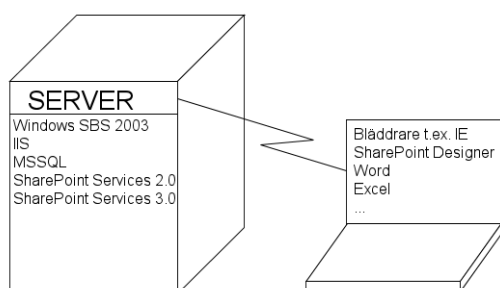 SERVER
Windows SBS 2003
IIS
MSSQL
SharePoint Services 2.0
SharePoint Services 3.0
Bläddrare t.ex. IE
SharePoint Designer
Word
Excel
...